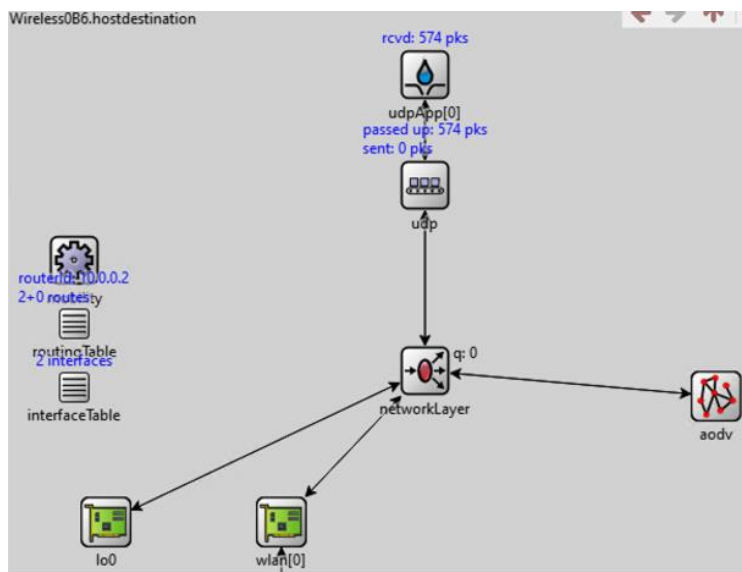 Wireless0B6.hostdestination
rcvd: 574 pks
udpApp[0]
passed up: 574 pks
sent: 0 pks
udp
routerId: 10.0.0.2
2+0 routes
routingTable
2 interfaces
interfaceTable
q: 0
networkLayer
aodv
lo0
wlan[0]